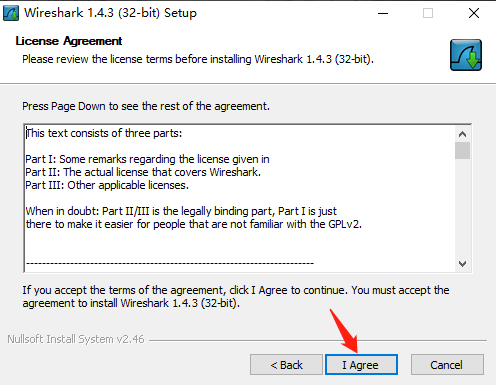 Wireshark 1.4.3 (32-bit) Setup
License Agreement
Please review the license terms before installing Wireshark 1.4.3 (32-bit).
Press Page Down to see the rest of the agreement.
This text consists of three parts:
Part I: Some remarks regarding the license given in
Part II: The actual license that covers Wireshark.
Part III: Other applicable licenses.
When in doubt: Part II/III is the legally binding part, Part I is just
there to make it easier for people that are not familiar with the GPLv2.
------------------------------------------------------------------------
If you accept the terms of the agreement, click I Agree to continue. You must accept the
agreement to install Wireshark 1.4.3 (32-bit).
Nullsoft Install System v2.46
< Back I Agree Cancel